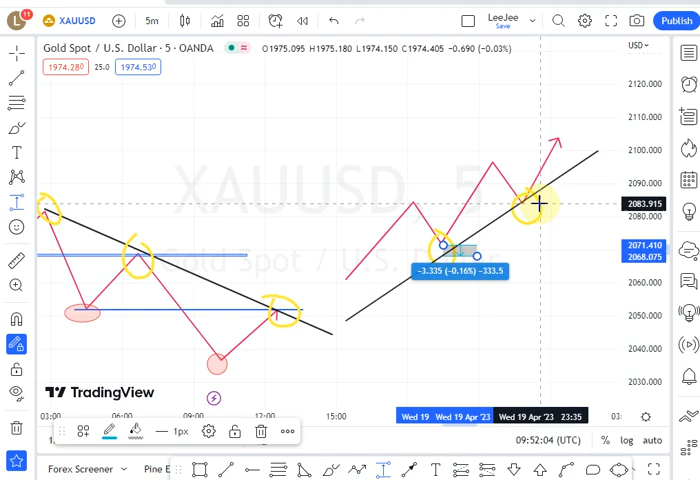 L 11 XAUUSD 5m LeeJee Save Publish
Gold Spot / U.S. Dollar · 5 · OANDA O1975.095 H1975.180 L1974.150 C1974.405 −0.690 (−0.03%) USD
1974.280 25.0 1974.530
2120.000
2110.000
2100.000
2090.000
XAUUSD, 5
2083.915
2080.000
2071.410
Gold Spot / U.S. Dollar
2068.075
−3.335 (−0.16%) −333.5
2060.000
2050.000
2040.000
TradingView
2030.000
03:00 06:00 09:00 12:00 15:00 Wed 19 Wed 19 Apr '23 Wed 19 Apr '23 23:35 03:
1px 09:52:04 (UTC) % log auto
Forex Screener Pine E